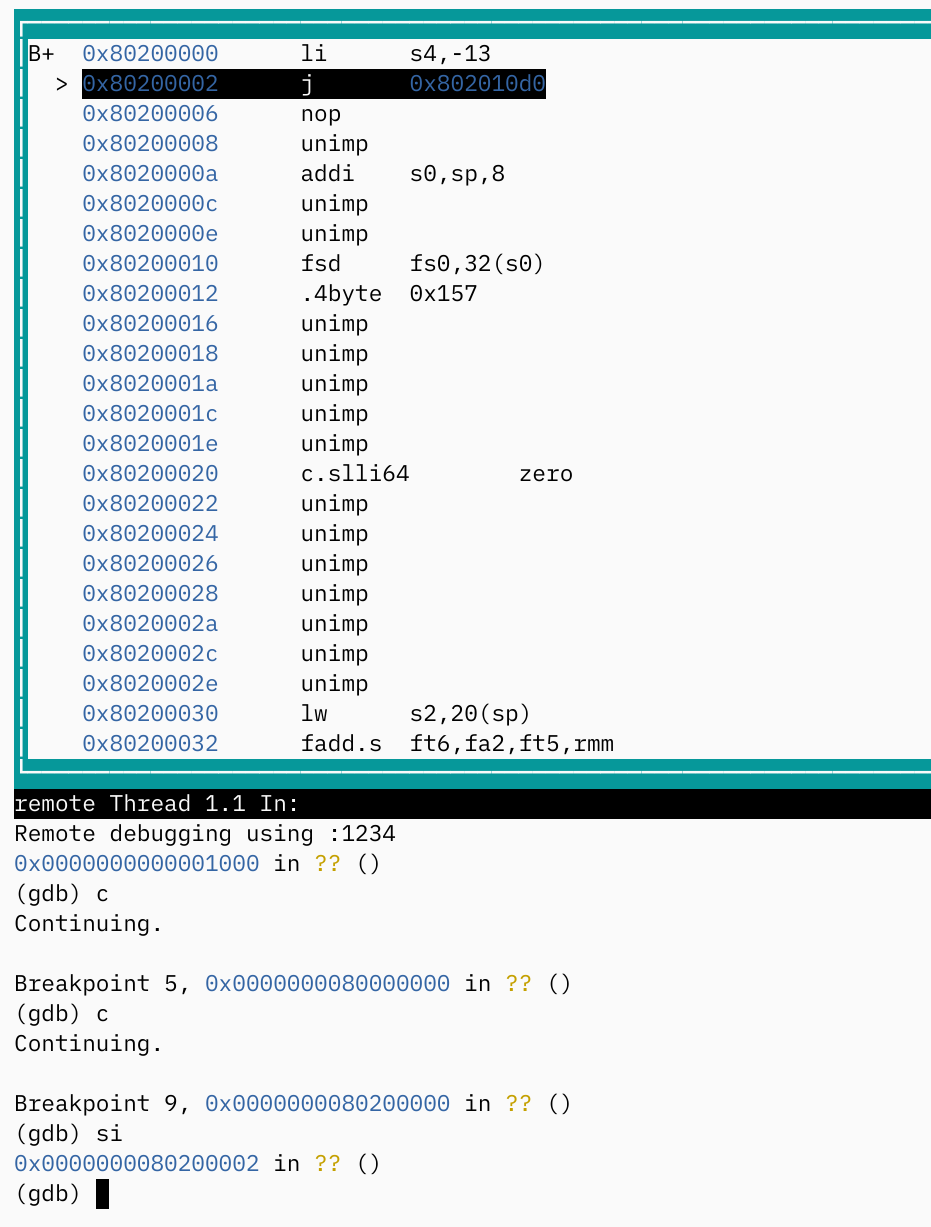 B+ 0x80200000 li s4,-13
> 0x80200002 j 0x802010d0
0x80200006 nop
0x80200008 unimp
0x8020000a addi s0,sp,8
0x8020000c unimp
0x8020000e unimp
0x80200010 fsd fs0,32(s0)
0x80200012 .4byte 0x157
0x80200016 unimp
0x80200018 unimp
0x8020001a unimp
0x8020001c unimp
0x8020001e unimp
0x80200020 c.slli64 zero
0x80200022 unimp
0x80200024 unimp
0x80200026 unimp
0x80200028 unimp
0x8020002a unimp
0x8020002c unimp
0x8020002e unimp
0x80200030 lw s2,20(sp)
0x80200032 fadd.s ft6,fa2,ft5,rmm
remote Thread 1.1 In:
Remote debugging using :1234
0x0000000000001000 in ?? ()
(gdb) c
Continuing.
Breakpoint 5, 0x0000000080000000 in ?? ()
(gdb) c
Continuing.
Breakpoint 9, 0x0000000080200000 in ?? ()
(gdb) si
0x0000000080200002 in ?? ()
(gdb)